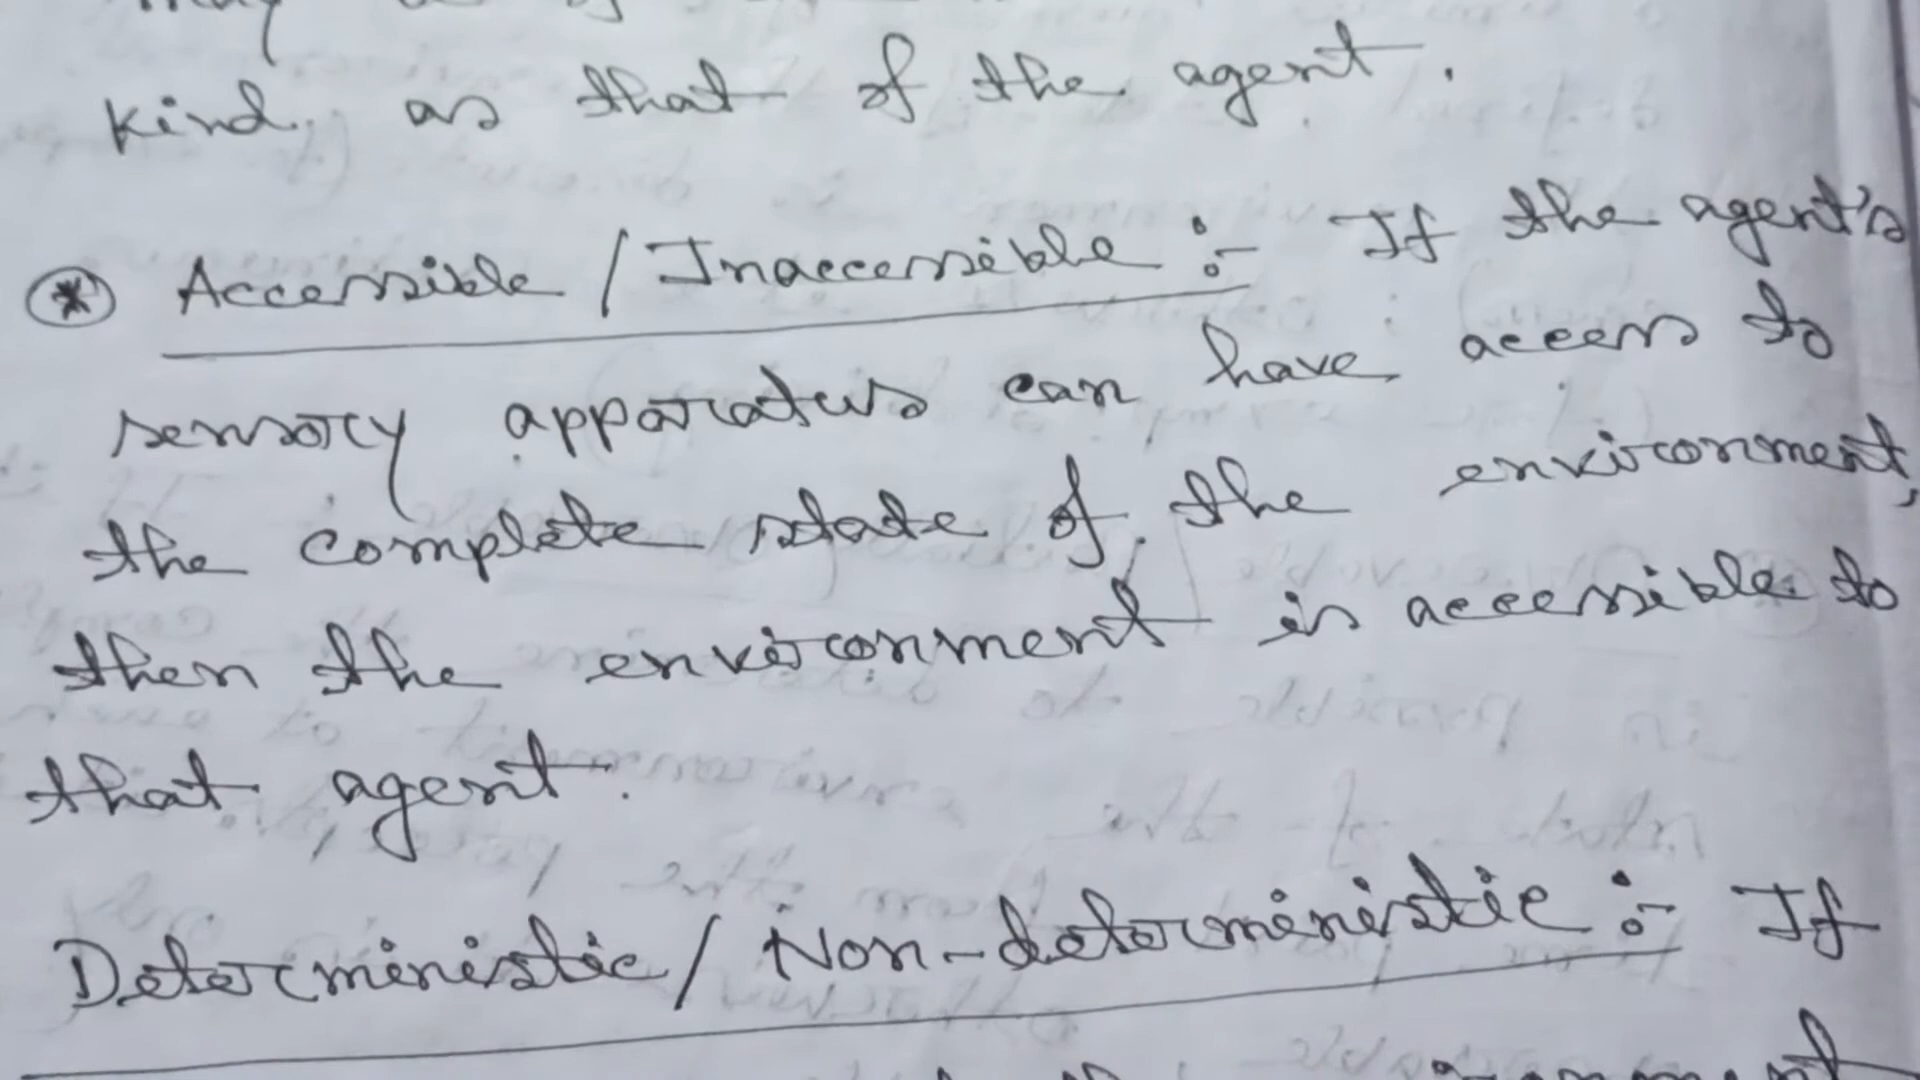 may
kind as that of the agent.
* Accessible / Inaccessible :- If the agent's
sensory apparatus can have access to
the complete state of the environment,
then the environment is accessible to
that agent.
Deterministic / Non-deterministic :- If